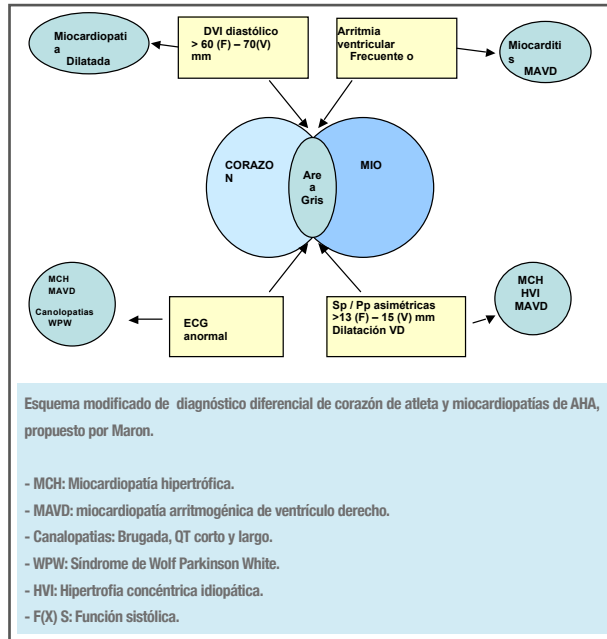 Miocardiopatí
a
Dilatada
DVI diastólico
> 60 (F) – 70(V)
mm
Arritmia
ventricular
Frecuente o
Miocarditi
s
MAVD
CORAZO
N
Are
a
Gris
MIO
MCH
MAVD
Canolopatias
WPW
ECG
anormal
Sp / Pp asimétricas
>13 (F) – 15 (V) mm
Dilatación VD
MCH
HVI
MAVD
Esquema modificado de diagnóstico diferencial de corazón de atleta y miocardiopatías de AHA,
propuesto por Maron.
- MCH: Miocardiopatía hipertrófica.
- MAVD: miocardiopatía arritmogénica de ventrículo derecho.
- Canalopatias: Brugada, QT corto y largo.
- WPW: Síndrome de Wolf Parkinson White.
- HVI: Hipertrofia concéntrica idiopática.
- F(X) S: Función sistólica.